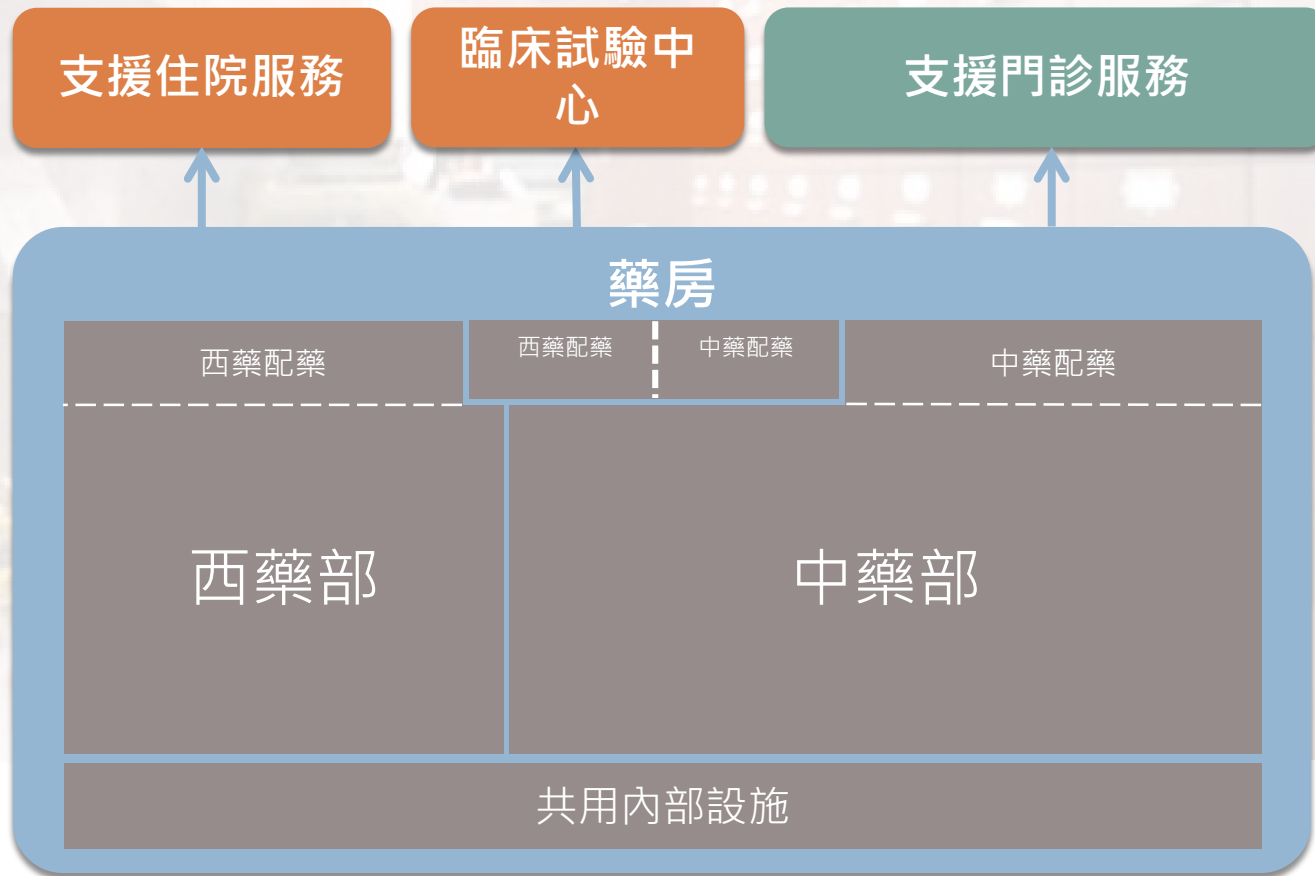 支援住院服務
臨床試驗中
心
支援門診服務
藥房
西藥配藥
西藥配藥
中藥配藥
中藥配藥
西藥部
中藥部
共用內部設施